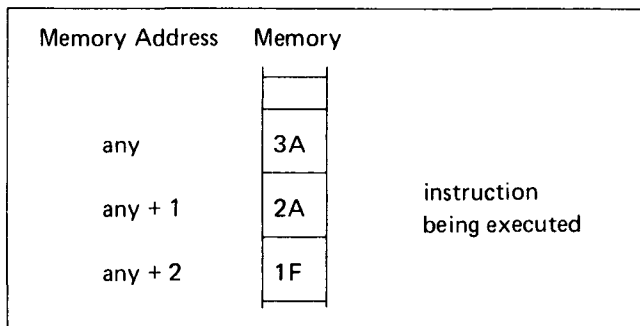 Memory Address Memory
any 3A
any + 1 2A
instruction
being executed
any + 2 1F